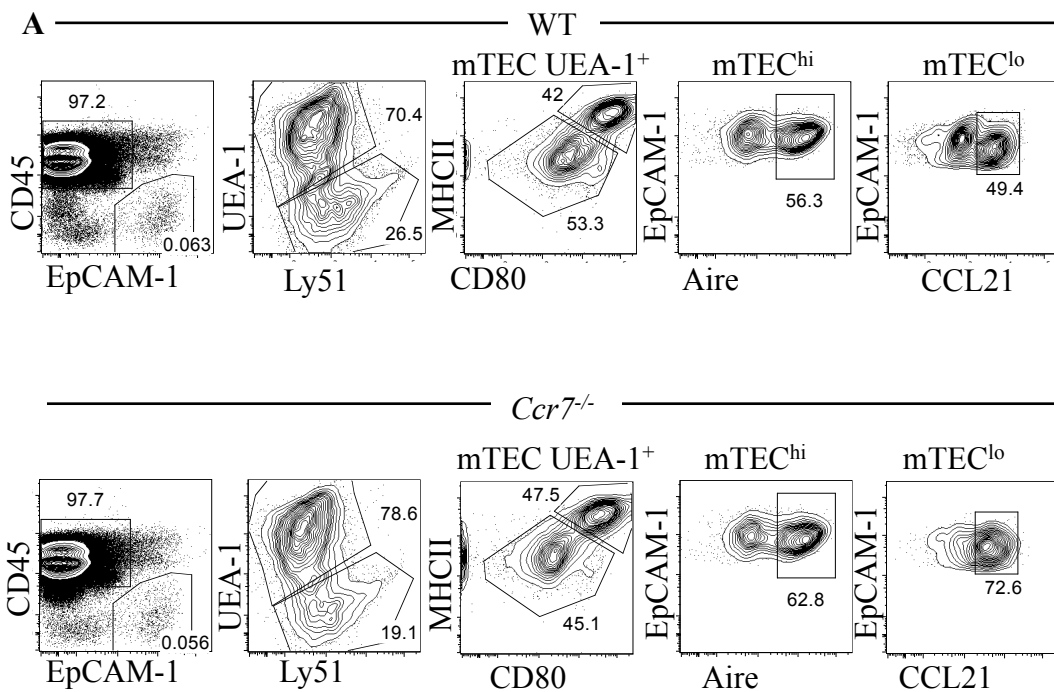 A
WT
mTEC UEA-1⁺
mTECʰⁱ
mTECˡᵒ
97.2
CD45
0.063
EpCAM-1
70.4
UEA-1
26.5
Ly51
42
MHCII
53.3
CD80
EpCAM-1
56.3
Aire
EpCAM-1
49.4
CCL21
Ccr7⁻/⁻
mTEC UEA-1⁺
mTECʰⁱ
mTECˡᵒ
97.7
CD45
0.056
EpCAM-1
78.6
UEA-1
19.1
Ly51
47.5
MHCII
45.1
CD80
EpCAM-1
62.8
Aire
EpCAM-1
72.6
CCL21